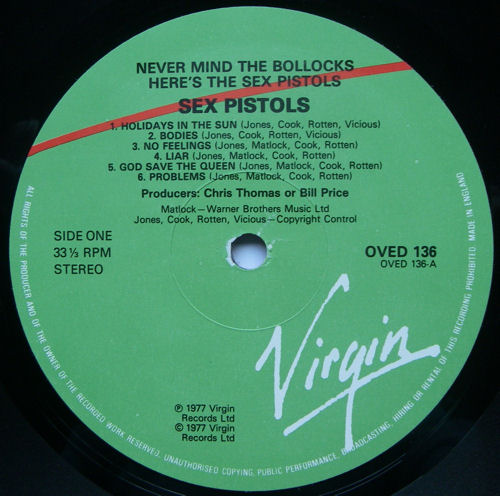 NEVER MIND THE BOLLOCKS
HERE'S THE SEX PISTOLS
SEX PISTOLS
1. HOLIDAYS IN THE SUN (Jones, Cook, Rotten, Vicious)
2. BODIES (Jones, Cook, Rotten, Vicious)
3. NO FEELINGS (Jones, Matlock, Cook, Rotten)
4. LIAR (Jones, Matlock, Cook, Rotten)
5. GOD SAVE THE QUEEN (Jones, Matlock, Cook, Rotten)
6. PROBLEMS (Jones, Matlock, Cook, Rotten)
Producers: Chris Thomas or Bill Price
Matlock—Warner Brothers Music Ltd
Jones, Cook, Rotten, Vicious—Copyright Control
SIDE ONE
33⅓ RPM
STEREO
OVED 136
OVED 136-A
Virgin
℗ 1977 Virgin
Records Ltd
© 1977 Virgin
Records Ltd
ALL RIGHTS OF THE PRODUCER AND OF THE OWNER OF THE RECORDED WORK RESERVED. UNAUTHORISED COPYING, PUBLIC PERFORMANCE, BROADCASTING, HIRING OR RENTAL OF THIS RECORDING PROHIBITED. MADE IN ENGLAND